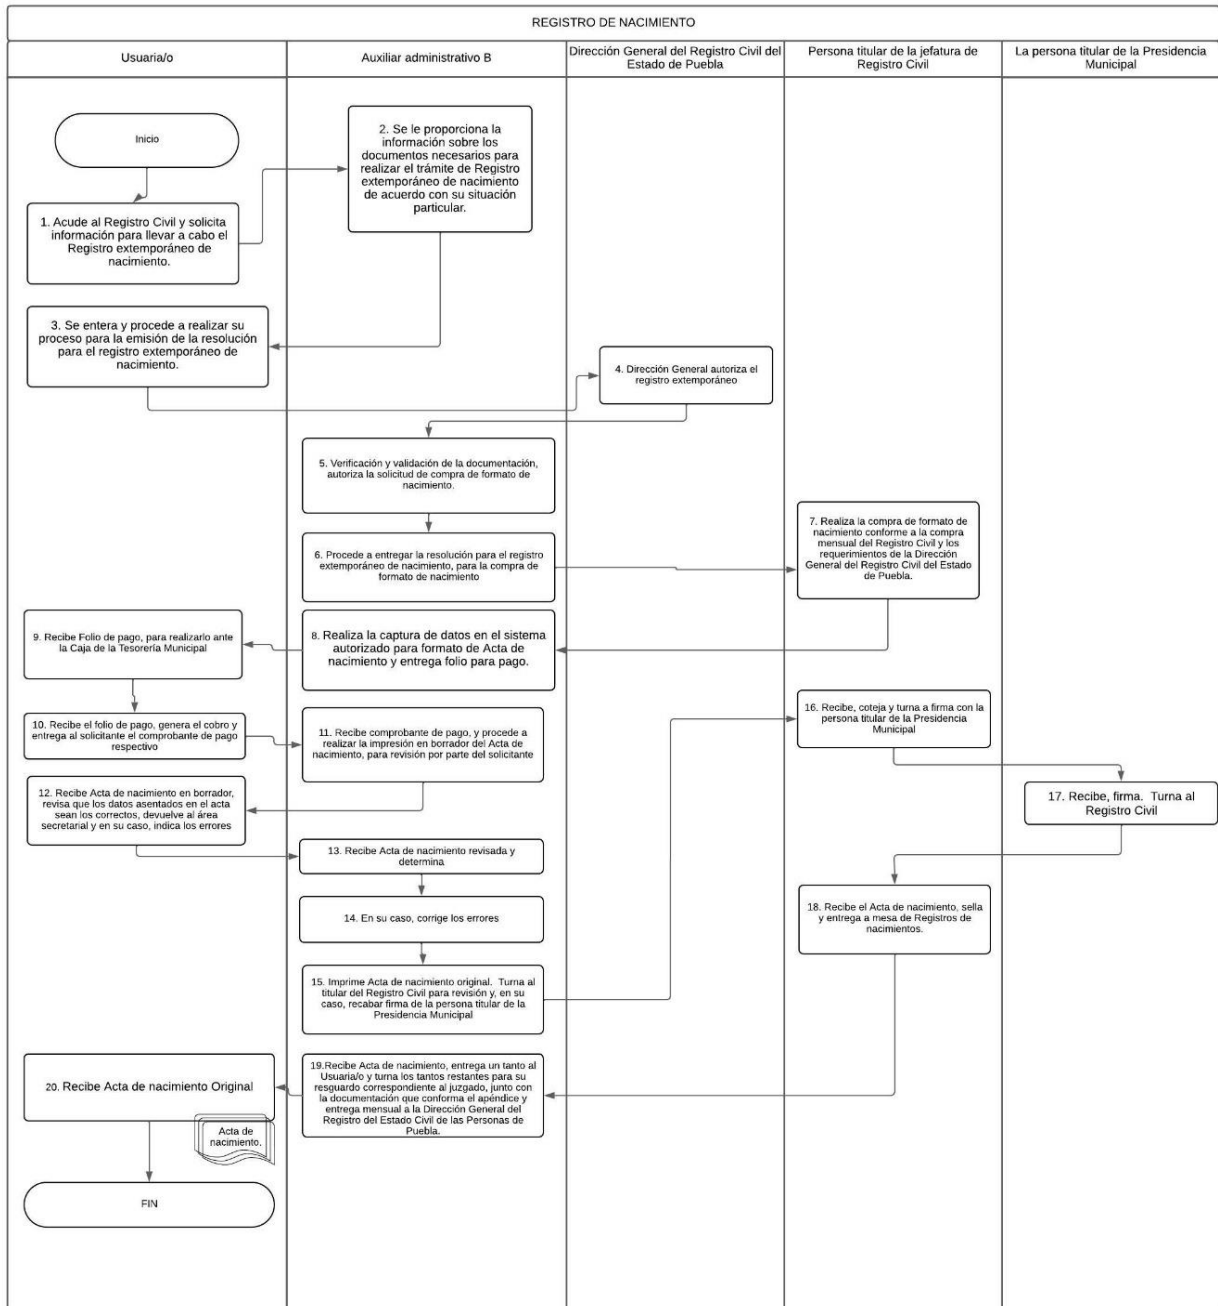 REGISTRO DE NACIMIENTO
Usuaria/o
Auxiliar administrativo B
Dirección General del Registro Civil del
Estado de Puebla
Persona titular de la jefatura de
Registro Civil
La persona titular de la Presidencia
Municipal
Inicio
1. Acude al Registro Civil y solicita
información para llevar a cabo el
Registro extemporáneo de
nacimiento.
2. Se le proporciona la
información sobre los
documentos necesarios para
realizar el trámite de Registro
extemporáneo de nacimiento
de acuerdo con su situación
particular.
3. Se entera y procede a realizar su
proceso para la emisión de la resolución
para el registro extemporáneo de
nacimiento.
4. Dirección General autoriza el
registro extemporáneo
5. Verificación y validación de la documentación,
autoriza la solicitud de compra de formato de
nacimiento.
6. Procede a entregar la resolución para el registro
extemporáneo de nacimiento, para la compra de
formato de nacimiento
7. Realiza la compra de formato de
nacimiento conforme a la compra
mensual del Registro Civil y los
requerimientos de la Dirección
General del Registro Civil del Estado
de Puebla.
8. Realiza la captura de datos en el sistema
autorizado para formato de Acta de
nacimiento y entrega folio para pago.
9. Recibe Folio de pago, para realizarlo ante
la Caja de la Tesorería Municipal
10. Recibe el folio de pago, genera el cobro y
entrega al solicitante el comprobante de pago
respectivo
11. Recibe comprobante de pago, y procede a
realizar la impresión en borrador del Acta de
nacimiento, para revisión por parte del solicitante
12. Recibe Acta de nacimiento en borrador,
revisa que los datos asentados en el acta
sean los correctos, devuelve al área
secretarial y en su caso, indica los errores
13. Recibe Acta de nacimiento revisada y
determina
14. En su caso, corrige los errores
15. Imprime Acta de nacimiento original. Turna al
titular del Registro Civil para revisión y, en su
caso, recabar firma de la persona titular de la
Presidencia Municipal
16. Recibe, coteja y turna a firma con la
persona titular de la Presidencia
Municipal
17. Recibe, firma. Turna al
Registro Civil
18. Recibe el Acta de nacimiento, sella
y entrega a mesa de Registros de
nacimientos.
19.Recibe Acta de nacimiento, entrega un tanto al
Usuaria/o y turna los tantos restantes para su
resguardo correspondiente al juzgado, junto con
la documentación que conforma el apéndice y
entrega mensual a la Dirección General del
Registro del Estado Civil de las Personas de
Puebla.
20. Recibe Acta de nacimiento Original
Acta de
nacimiento.
FIN